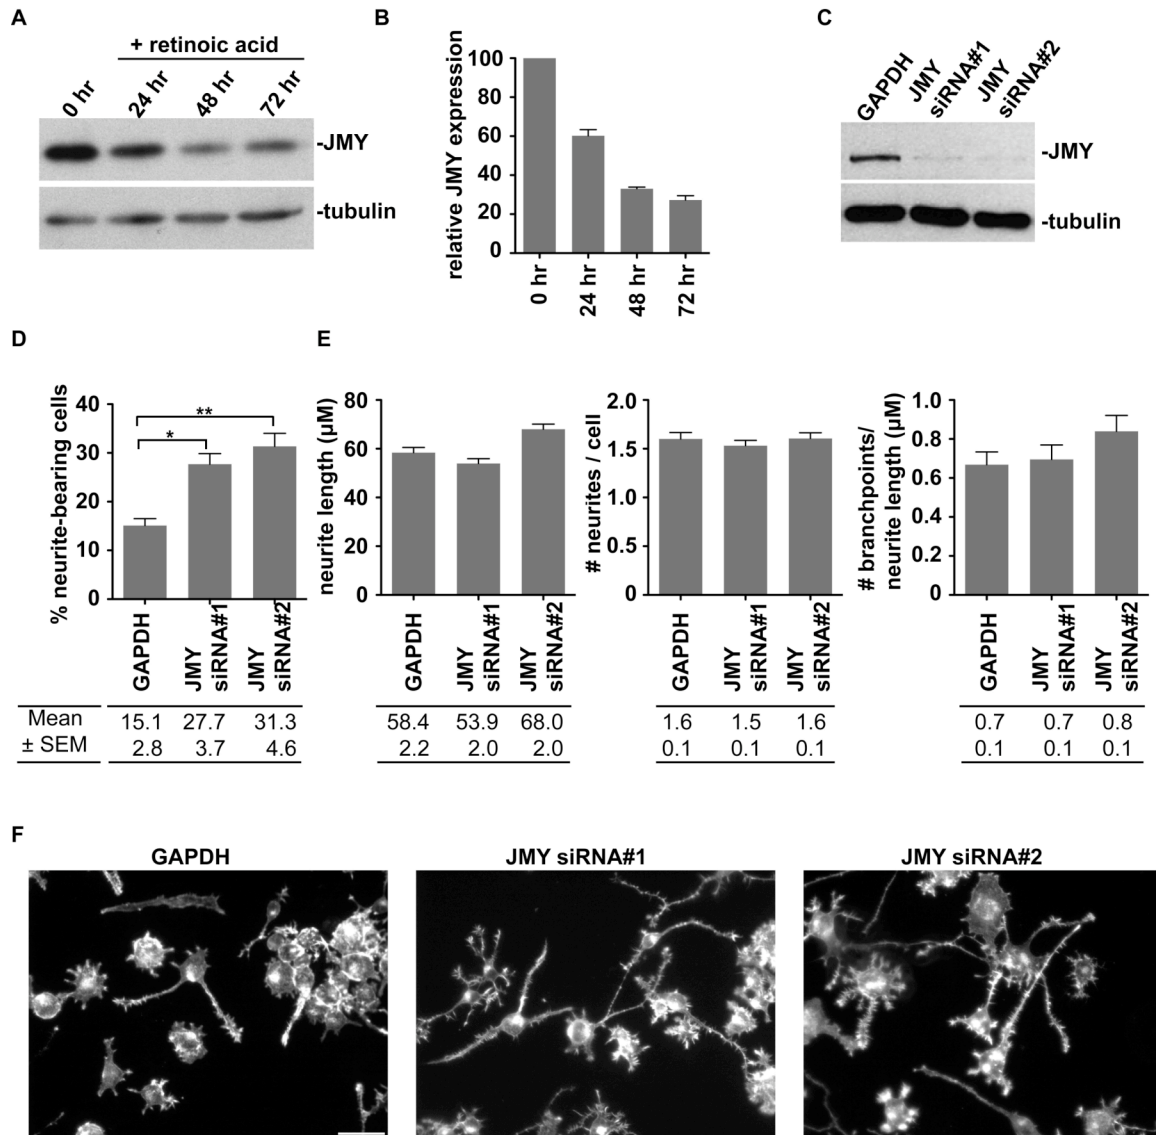 A
+ retinoic acid
0 hr
24 hr
48 hr
72 hr
-JMY
-tubulin
B
relative JMY expression
100
80
60
40
20
0
0 hr
24 hr
48 hr
72 hr
C
GAPDH
JMY
siRNA#1
JMY
siRNA#2
-JMY
-tubulin
D
% neurite-bearing cells
40
30
20
10
0
*
**
GAPDH
JMY
siRNA#1
JMY
siRNA#2
Mean 15.1 27.7 31.3
± SEM 2.8 3.7 4.6
E
neurite length (µM)
80
60
40
20
0
GAPDH
JMY
siRNA#1
JMY
siRNA#2
58.4 53.9 68.0
2.2 2.0 2.0
# neurites / cell
2.0
1.5
1.0
0.5
0
GAPDH
JMY
siRNA#1
JMY
siRNA#2
1.6 1.5 1.6
0.1 0.1 0.1
# branchpoints/
neurite length (µM)
1.0
0.8
0.6
0.4
0.2
0
GAPDH
JMY
siRNA#1
JMY
siRNA#2
0.7 0.7 0.8
0.1 0.1 0.1
F
GAPDH
JMY siRNA#1
JMY siRNA#2